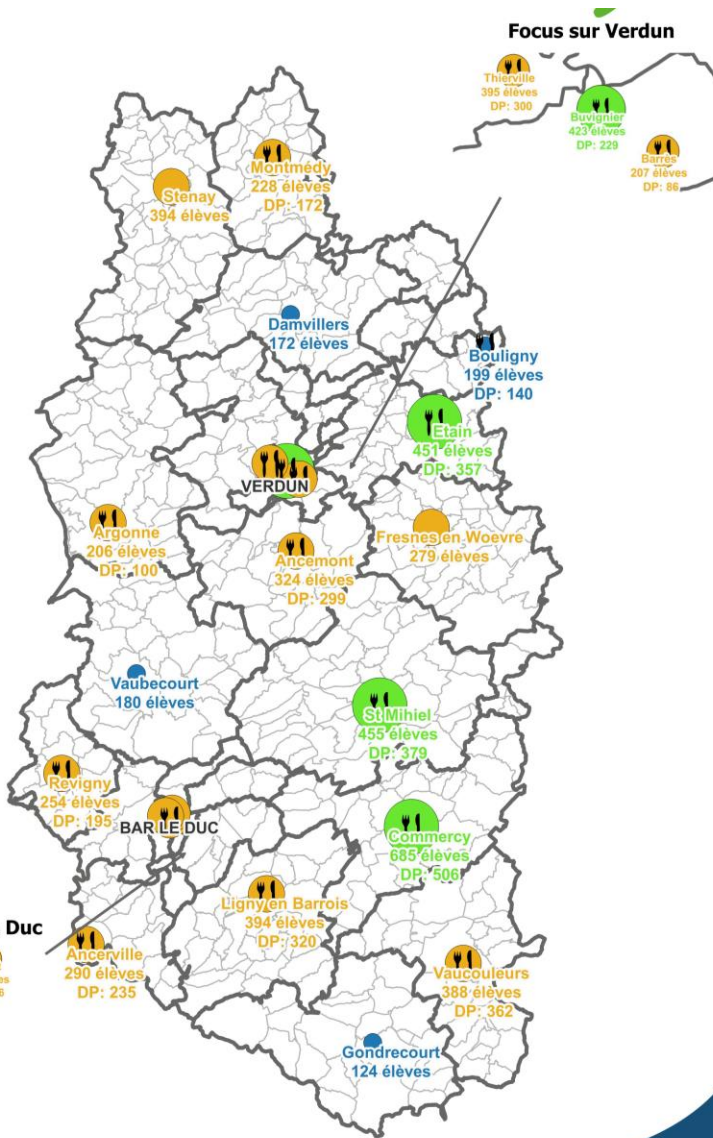 Focus sur Verdun
Thierville
395 élèves
DP: 300
Buvignier
423 élèves
DP: 229
Barrès
207 élèves
DP: 86
Montmédy
228 élèves
DP: 172
Stenay
394 élèves
Damvillers
172 élèves
Bouligny
199 élèves
DP: 140
Etain
451 élèves
DP: 357
VERDUN
Argonne
206 élèves
DP: 100
Ancemont
324 élèves
DP: 299
Fresnes en Woevre
279 élèves
Vaubecourt
180 élèves
St Mihiel
455 élèves
DP: 379
Revigny
254 élèves
DP: 195
BAR LE DUC
Commercy
685 élèves
DP: 506
Ligny en Barrois
394 élèves
DP: 320
Duc
Ancerville
290 élèves
DP: 235
Vaucouleurs
388 élèves
DP: 362
Gondrecourt
124 élèves